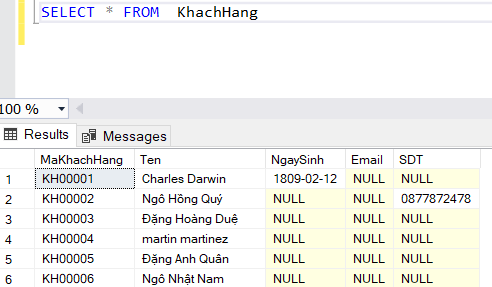 SELECT * FROM  KhachHang
100 %
Results Messages
MaKhachHang Ten NgaySinh Email SDT
1 KH00001 Charles Darwin 1809-02-12 NULL NULL
2 KH00002 Ngô Hồng Quý NULL NULL 0877872478
3 KH00003 Đặng Hoàng Duệ NULL NULL NULL
4 KH00004 martin martinez NULL NULL NULL
5 KH00005 Đặng Anh Quân NULL NULL NULL
6 KH00006 Ngô Nhật Nam NULL NULL NULL